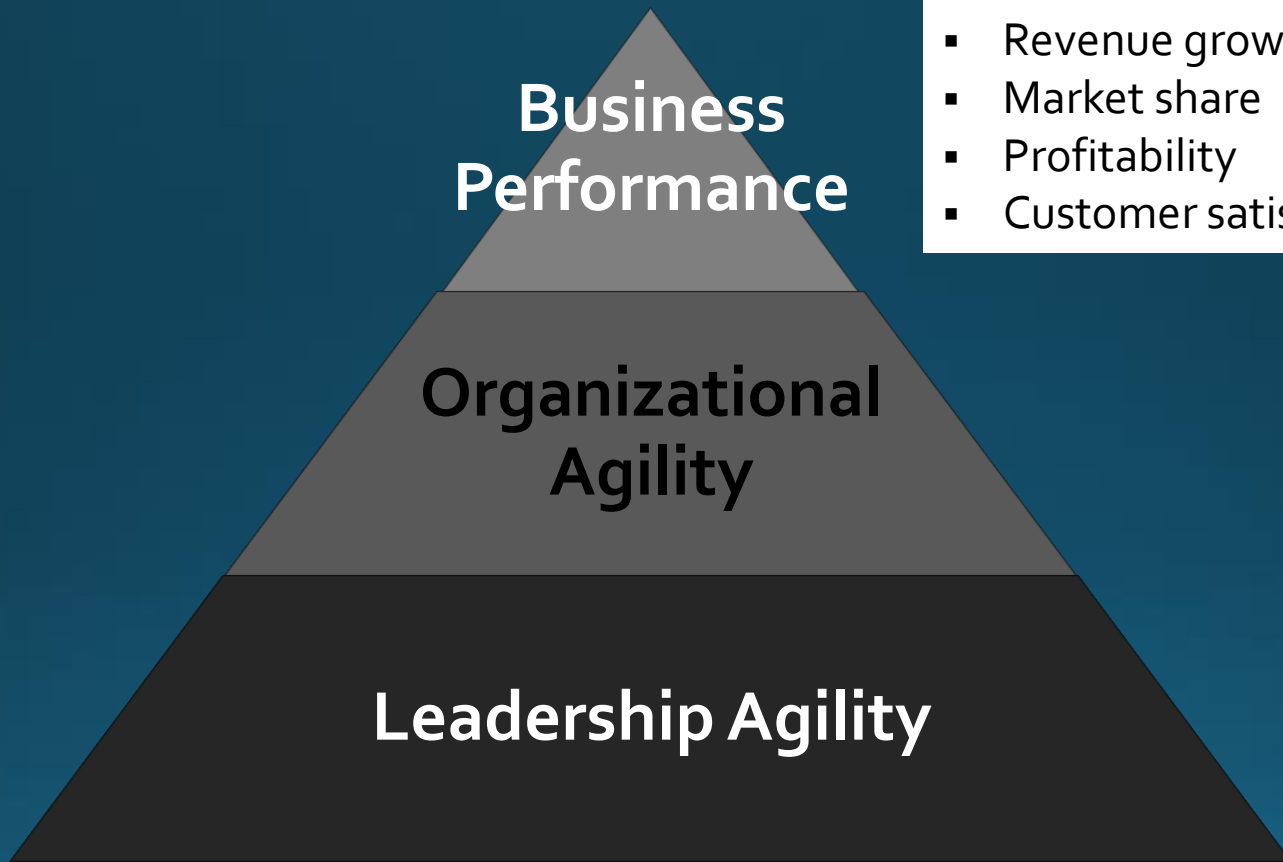 Business
Performance
▪ Revenue grow
▪ Market share
▪ Profitability
▪ Customer satis
Organizational
Agility
Leadership Agility